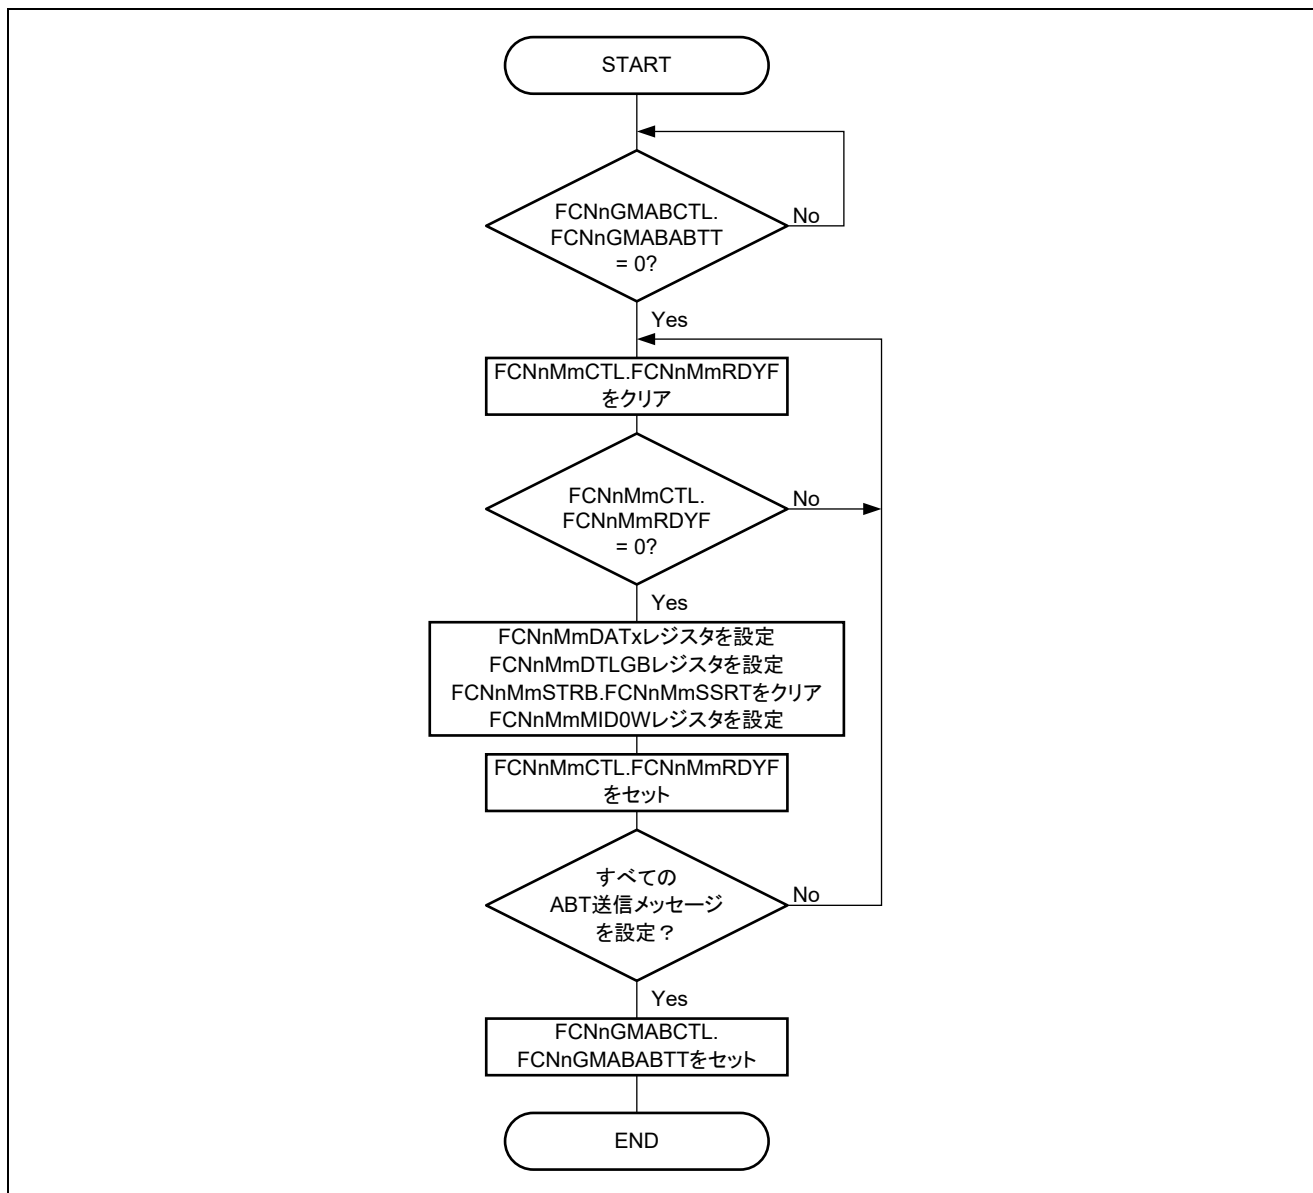 START
FCNnGMABCTL.
FCNnGMABABTT
= 0?
No
Yes
FCNnMmCTL.FCNnMmRDYF
をクリア
FCNnMmCTL.
FCNnMmRDYF
= 0?
No
Yes
FCNnMmDATxレジスタを設定
FCNnMmDTLGBレジスタを設定
FCNnMmSTRB.FCNnMmSSRTをクリア
FCNnMmMID0Wレジスタを設定
FCNnMmCTL.FCNnMmRDYF
をセット
すべての
ABT送信メッセージ
を設定？
No
Yes
FCNnGMABCTL.
FCNnGMABABTTをセット
END